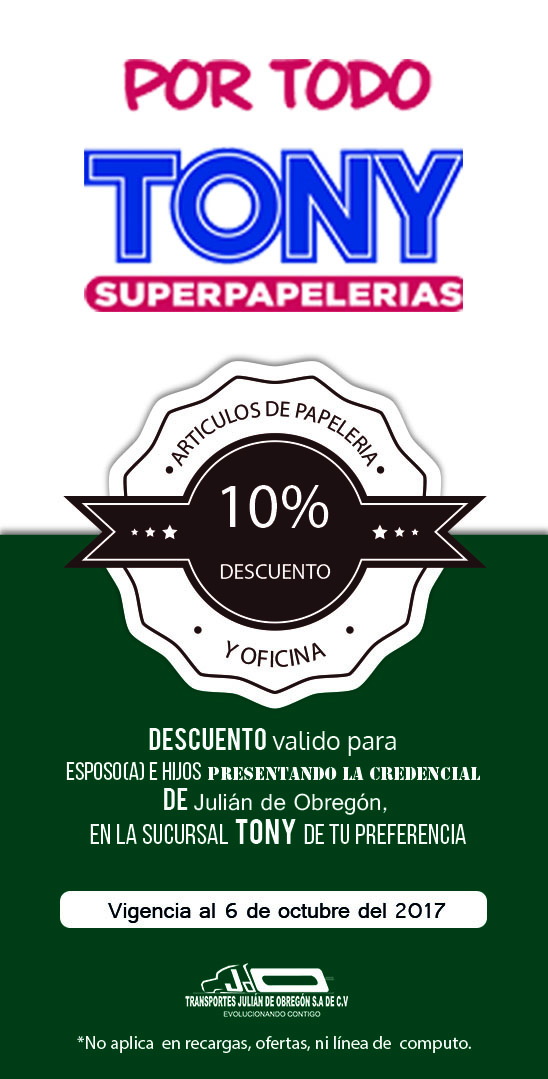 POR TODO
TONY
SUPERPAPELERIAS
ARTICULOS DE PAPELERIA
10%
DESCUENTO
Y OFICINA
DESCUENTO valido para
ESPOSO(A) E HIJOS PRESENTANDO LA CREDENCIAL
DE Julián de Obregón,
EN LA SUCURSAL TONY DE TU PREFERENCIA
Vigencia al 6 de octubre del 2017
JdO
TRANSPORTES JULIÁN DE OBREGÓN S.A DE C.V
EVOLUCIONANDO CONTIGO
*No aplica en recargas, ofertas, ni línea de computo.